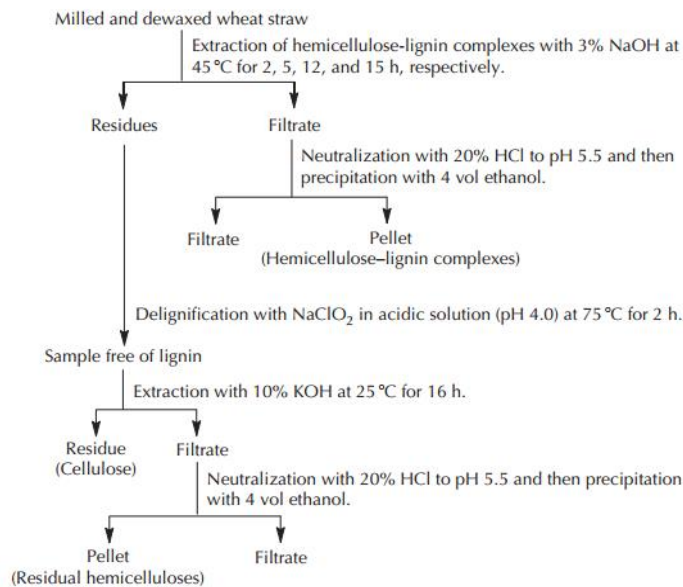 Milled and dewaxed wheat straw
Extraction of hemicellulose-lignin complexes with 3% NaOH at
45 °C for 2, 5, 12, and 15 h, respectively.
Residues
Filtrate
Neutralization with 20% HCl to pH 5.5 and then
precipitation with 4 vol ethanol.
Filtrate
Pellet
(Hemicellulose–lignin complexes)
Delignification with NaClO₂ in acidic solution (pH 4.0) at 75 °C for 2 h.
Sample free of lignin
Extraction with 10% KOH at 25 °C for 16 h.
Residue
(Cellulose)
Filtrate
Neutralization with 20% HCl to pH 5.5 and then precipitation
with 4 vol ethanol.
Pellet
(Residual hemicelluloses)
Filtrate